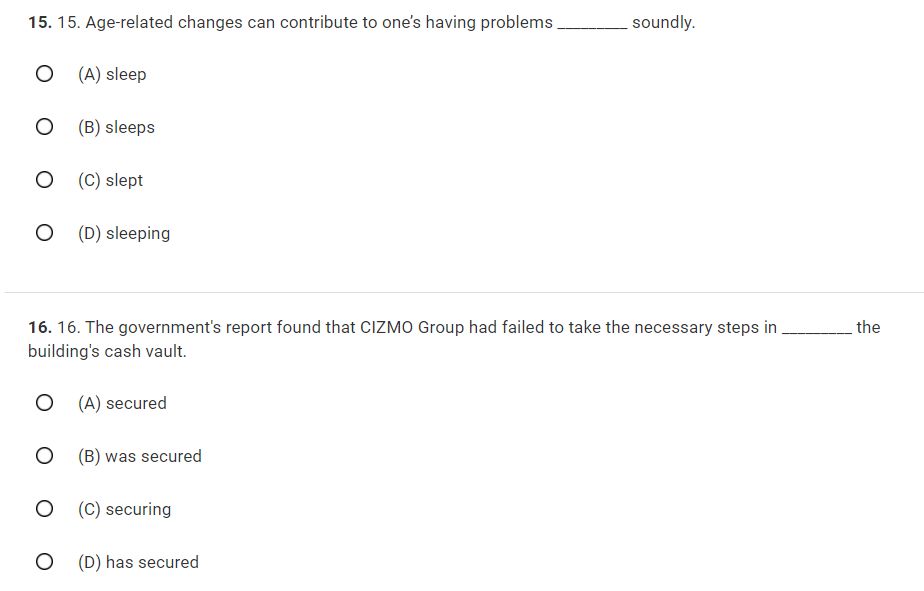 15. 15. Age-related changes can contribute to one's having problems _________ soundly.
(A) sleep
(B) sleeps
(C) slept
(D) sleeping
16. 16. The government's report found that CIZMO Group had failed to take the necessary steps in _________ the
building's cash vault.
(A) secured
(B) was secured
(C) securing
(D) has secured